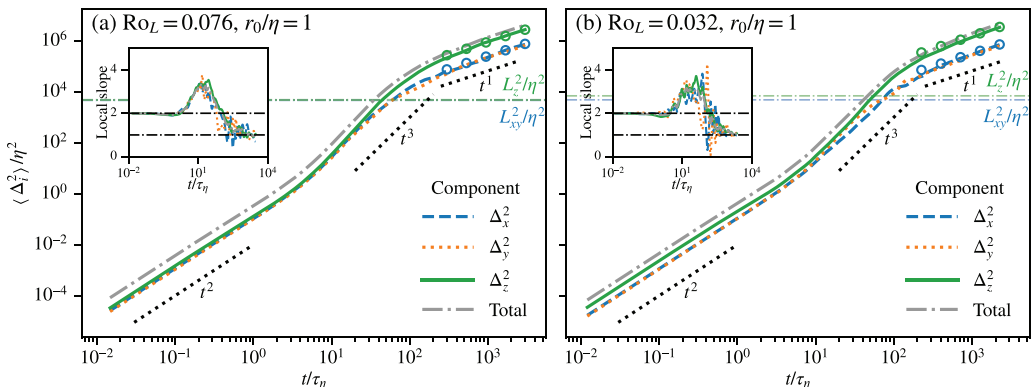 (a) Ro_L = 0.076, r_0/η = 1
⟨Δ_i^2⟩/η^2
10^6
10^4
10^2
10^0
10^−2
10^−4
Local slope
4
2
0
10^−2
10^1
10^4
t/τ_η
t^1
L_z^2/η^2
L_xy^2/η^2
t^3
t^2
Component
Δ_x^2
Δ_y^2
Δ_z^2
Total
10^−2
10^−1
10^0
10^1
10^2
10^3
t/τ_η
(b) Ro_L = 0.032, r_0/η = 1
Local slope
4
2
0
10^−2
10^1
10^4
t/τ_η
t^1
L_z^2/η^2
L_xy^2/η^2
t^3
t^2
Component
Δ_x^2
Δ_y^2
Δ_z^2
Total
10^−2
10^−1
10^0
10^1
10^2
10^3
t/τ_η